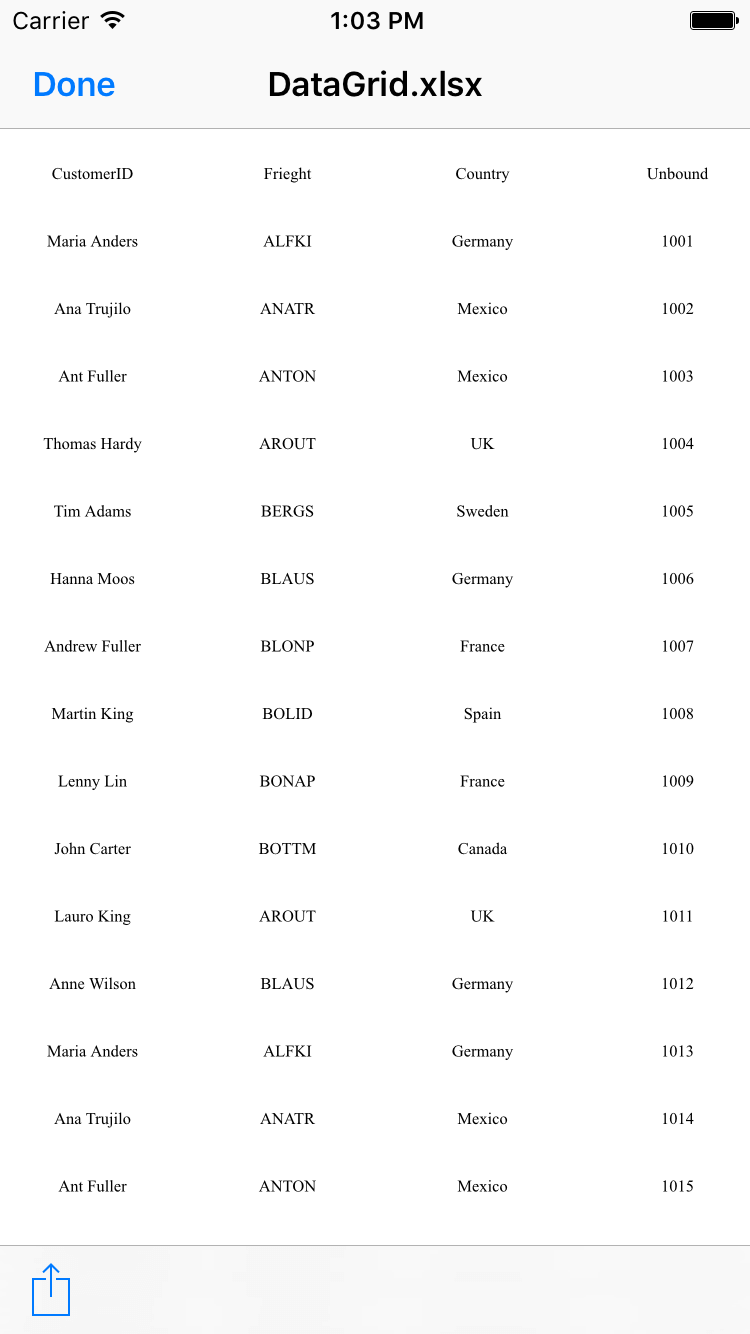 Carrier 1:03 PM
Done DataGrid.xlsx
CustomerID Frieght Country Unbound
Maria Anders ALFKI Germany 1001
Ana Trujilo ANATR Mexico 1002
Ant Fuller ANTON Mexico 1003
Thomas Hardy AROUT UK 1004
Tim Adams BERGS Sweden 1005
Hanna Moos BLAUS Germany 1006
Andrew Fuller BLONP France 1007
Martin King BOLID Spain 1008
Lenny Lin BONAP France 1009
John Carter BOTTM Canada 1010
Lauro King AROUT UK 1011
Anne Wilson BLAUS Germany 1012
Maria Anders ALFKI Germany 1013
Ana Trujilo ANATR Mexico 1014
Ant Fuller ANTON Mexico 1015